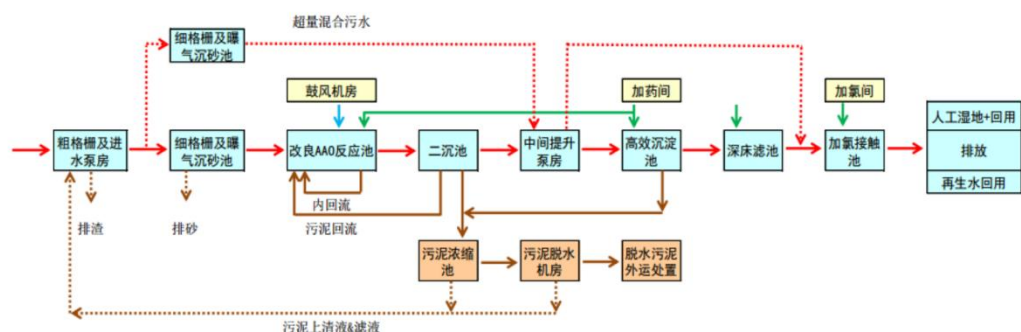 超量混合污水
细格栅及曝
气沉砂池
鼓风机房
加药间
加氯间
粗格栅及进
水泵房
细格栅及曝
气沉砂池
改良AAO反应池
二沉池
中间提升
泵房
高效沉淀
池
深床滤池
加氯接触
池
人工湿地+回用
排放
再生水回用
内回流
污泥回流
排渣
排砂
污泥浓缩
池
污泥脱水
机房
脱水污泥
外运处置
污泥上清液&滤液